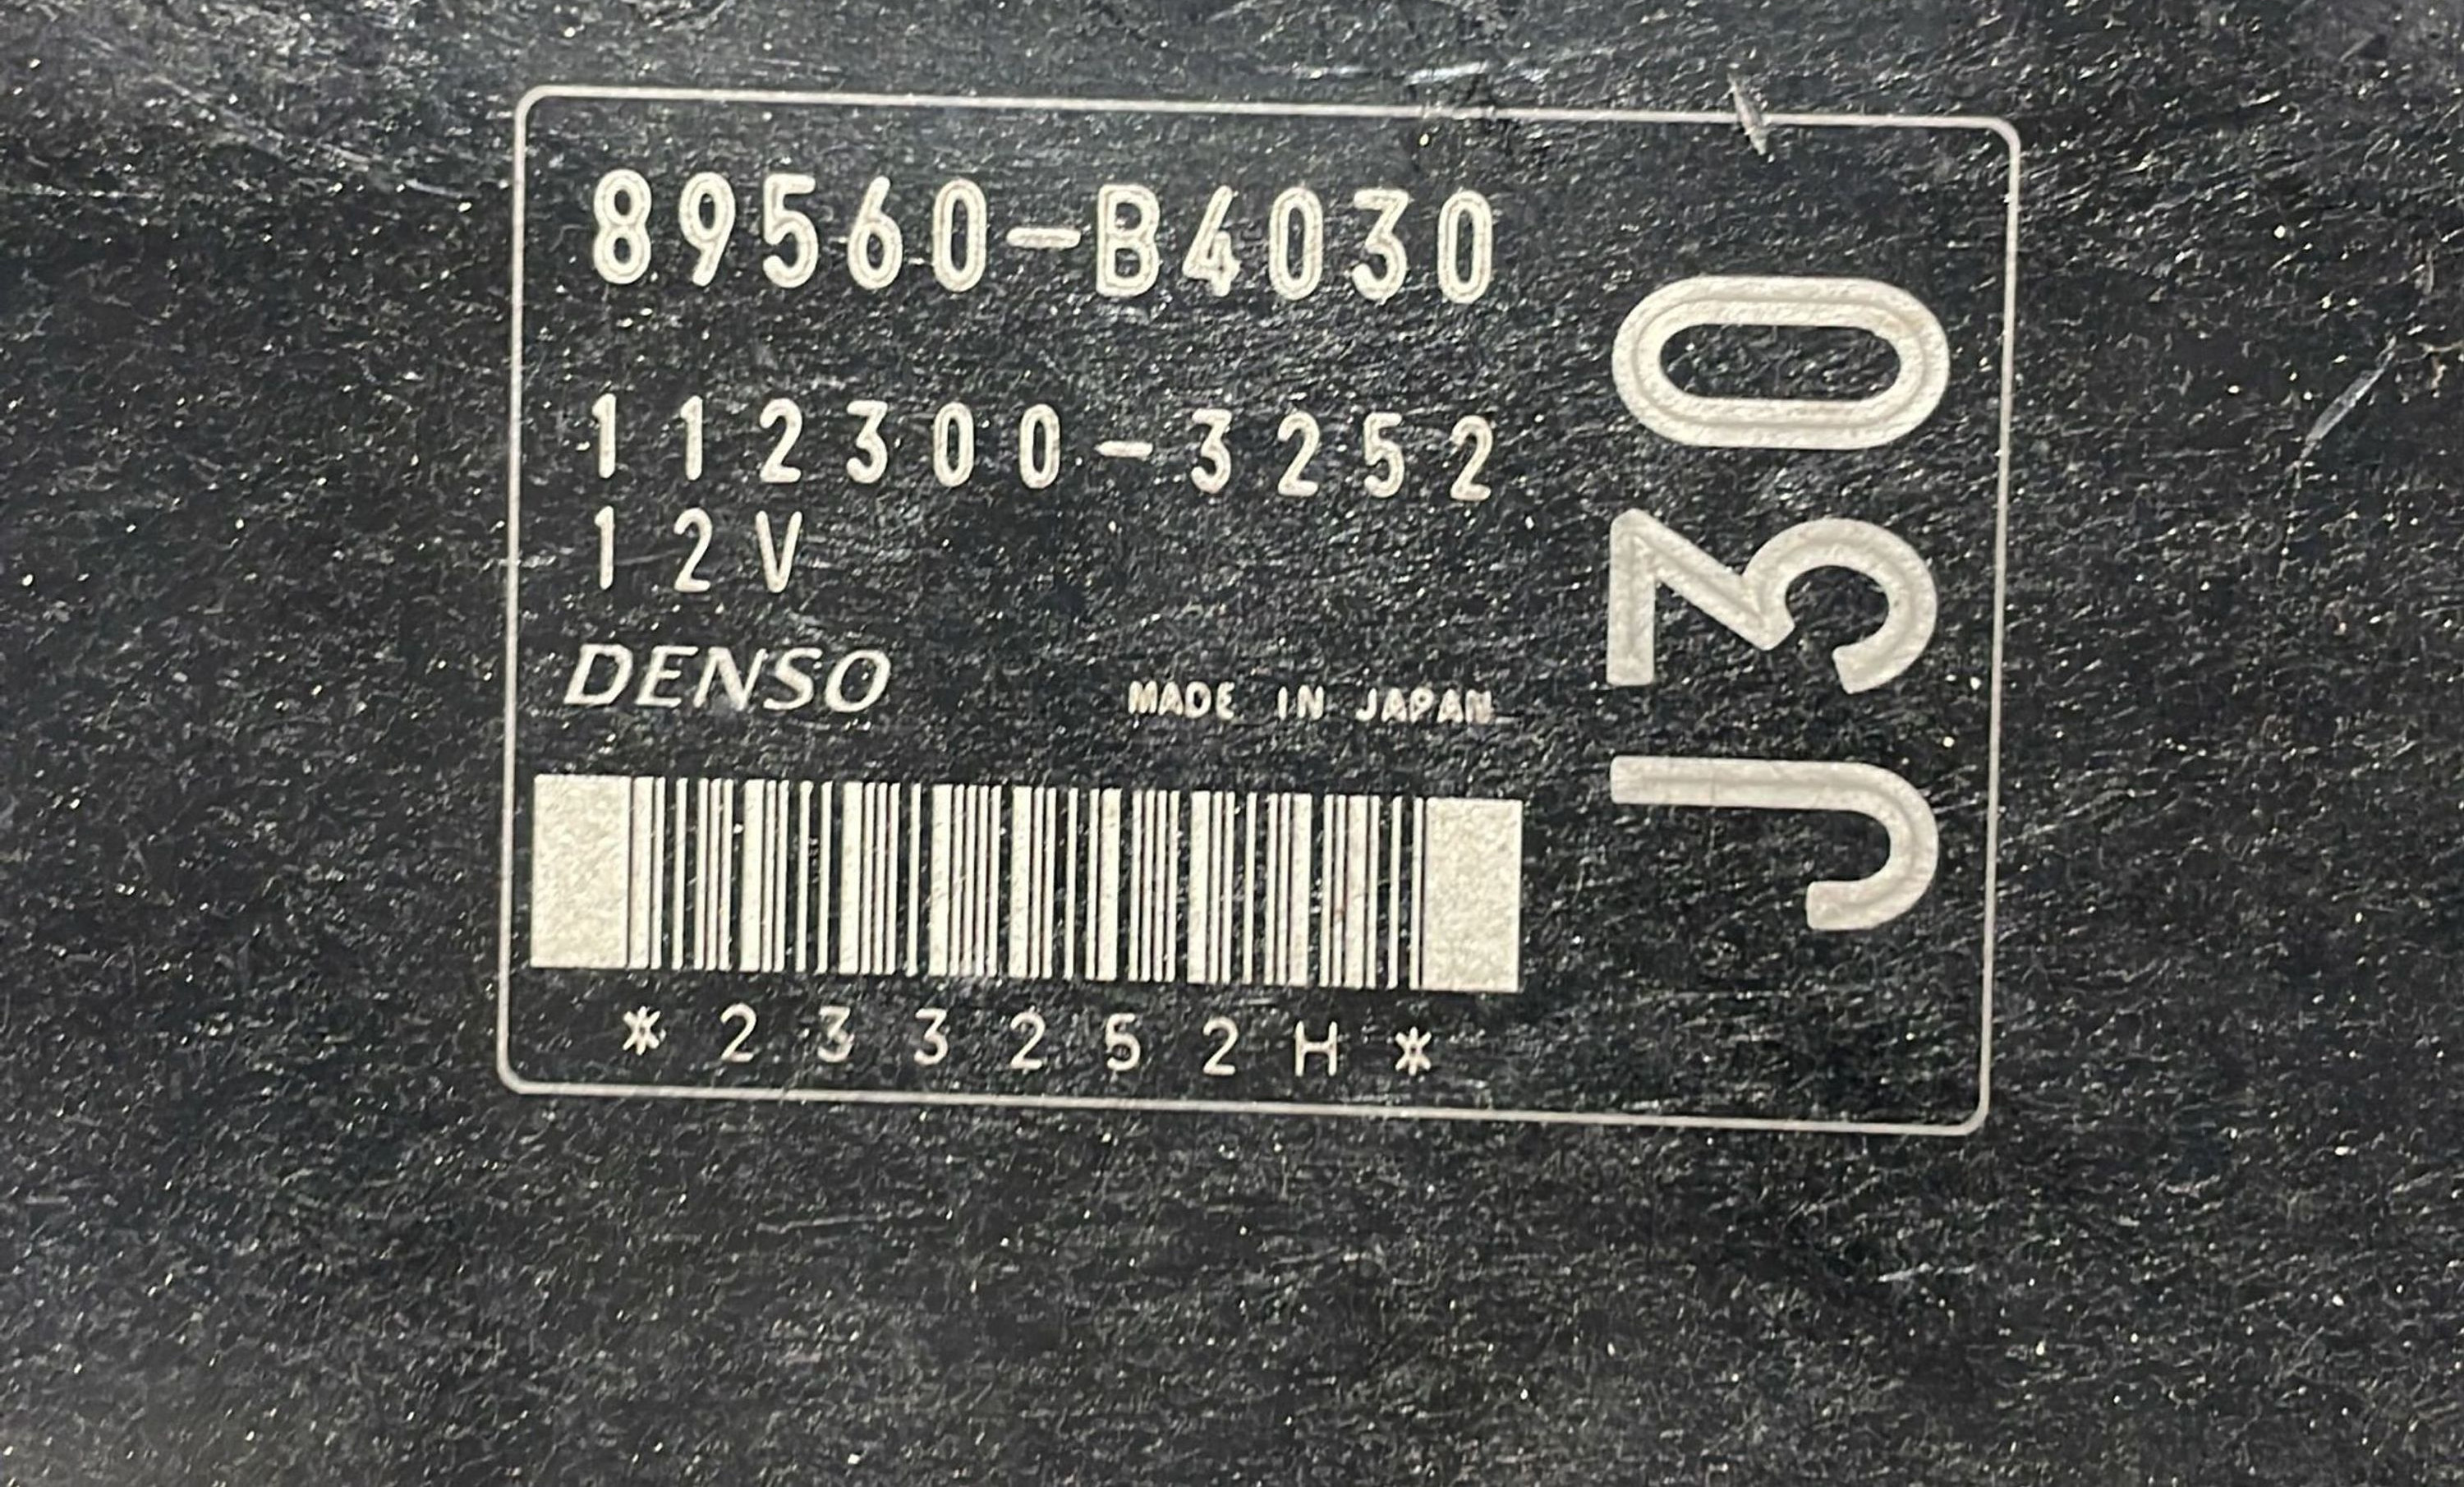 89560-B4030
112300-3252
12V
DENSO
MADE IN JAPAN
*233252H*
J30